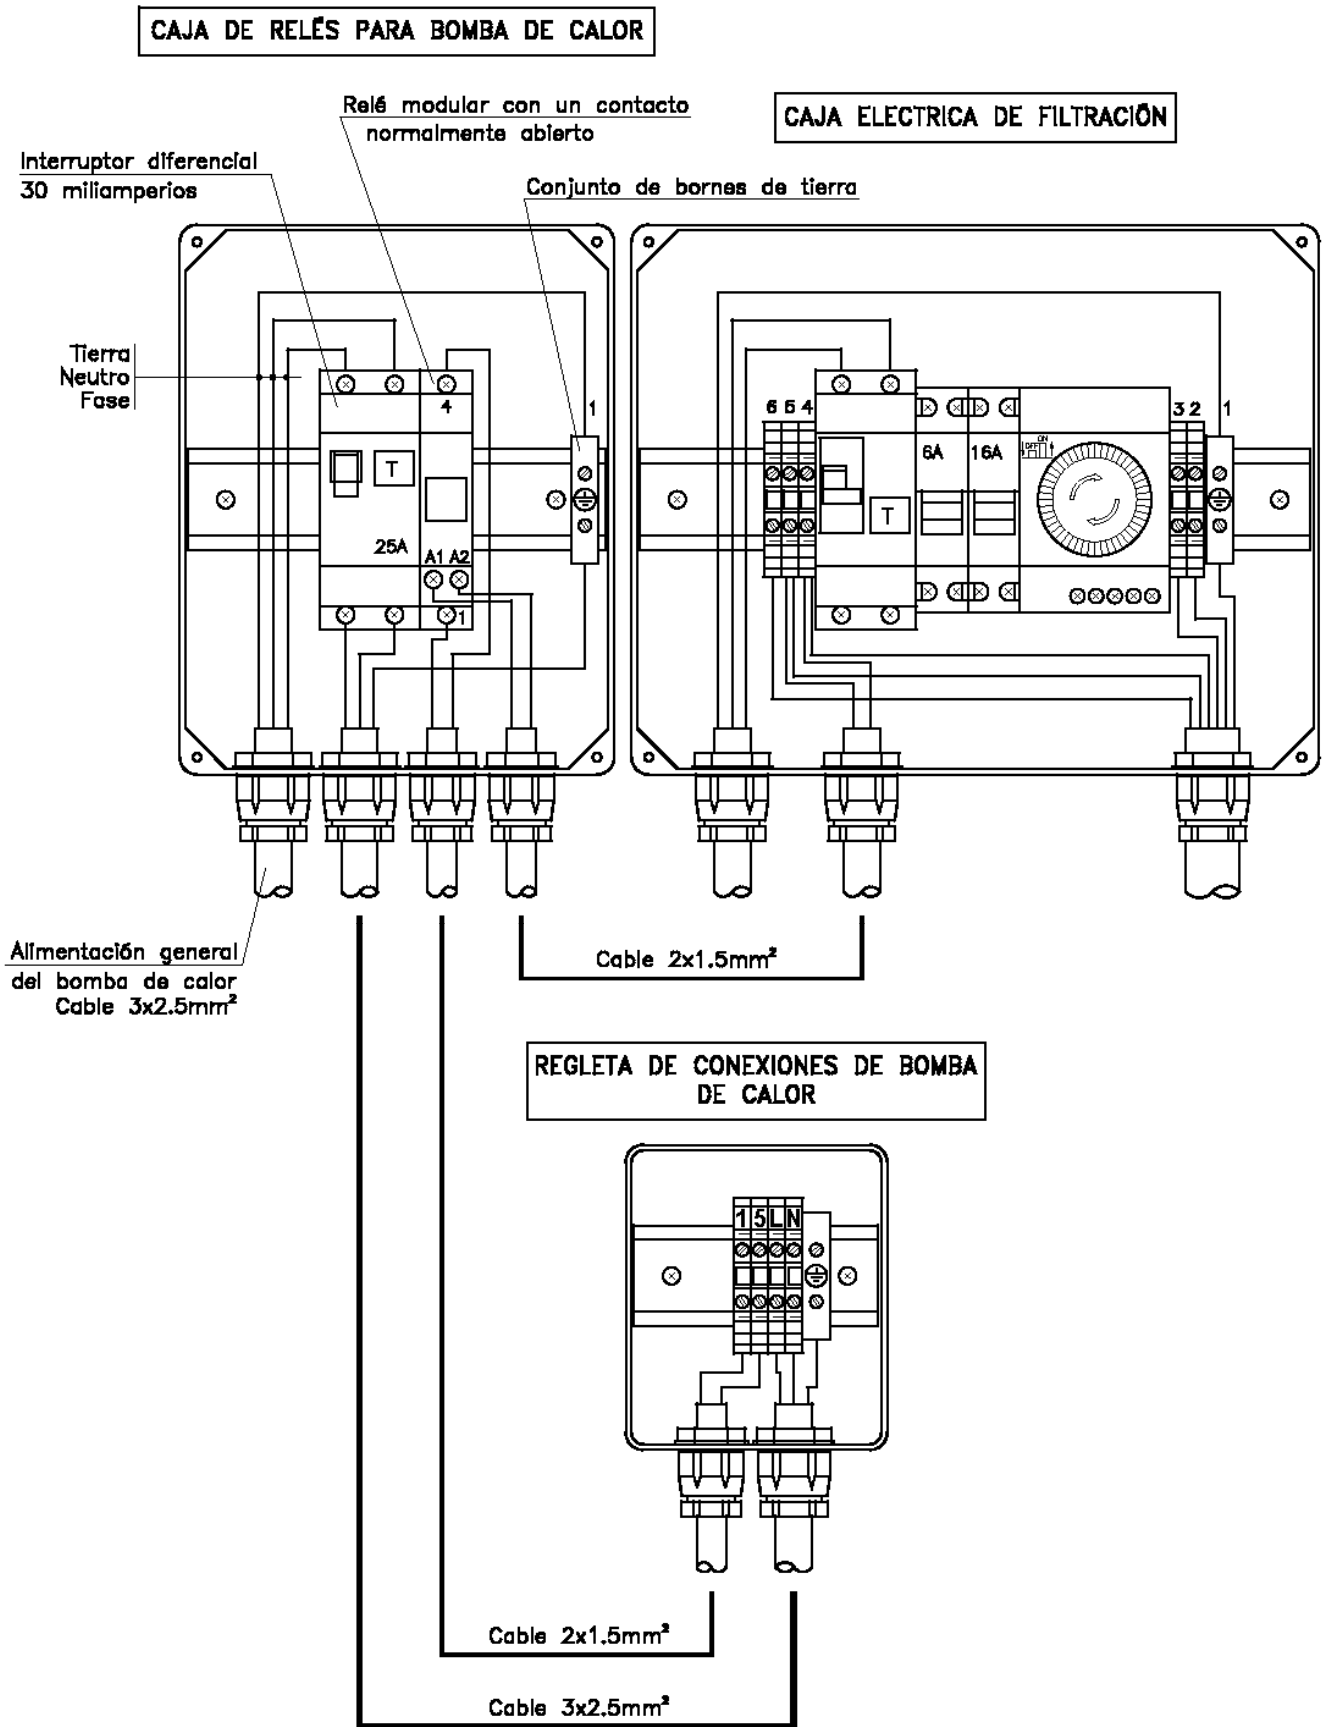 CAJA DE RELÉS PARA BOMBA DE CALOR
Relé modular con un contacto
normalmente abierto
CAJA ELECTRICA DE FILTRACIÓN
Interruptor diferencial
30 miliamperios
Conjunto de bornes de tierra
Tierra
Neutro
Fase
4
1
T
25A
A1 A2
1
6 5 4
6A
16A
OFF
ON
T
3 2
1
Alimentación general
del bomba de calor
Cable 3x2.5mm²
Cable 2x1.5mm²
REGLETA DE CONEXIONES DE BOMBA
DE CALOR
1 5 L N
Cable 2x1.5mm²
Cable 3x2.5mm²